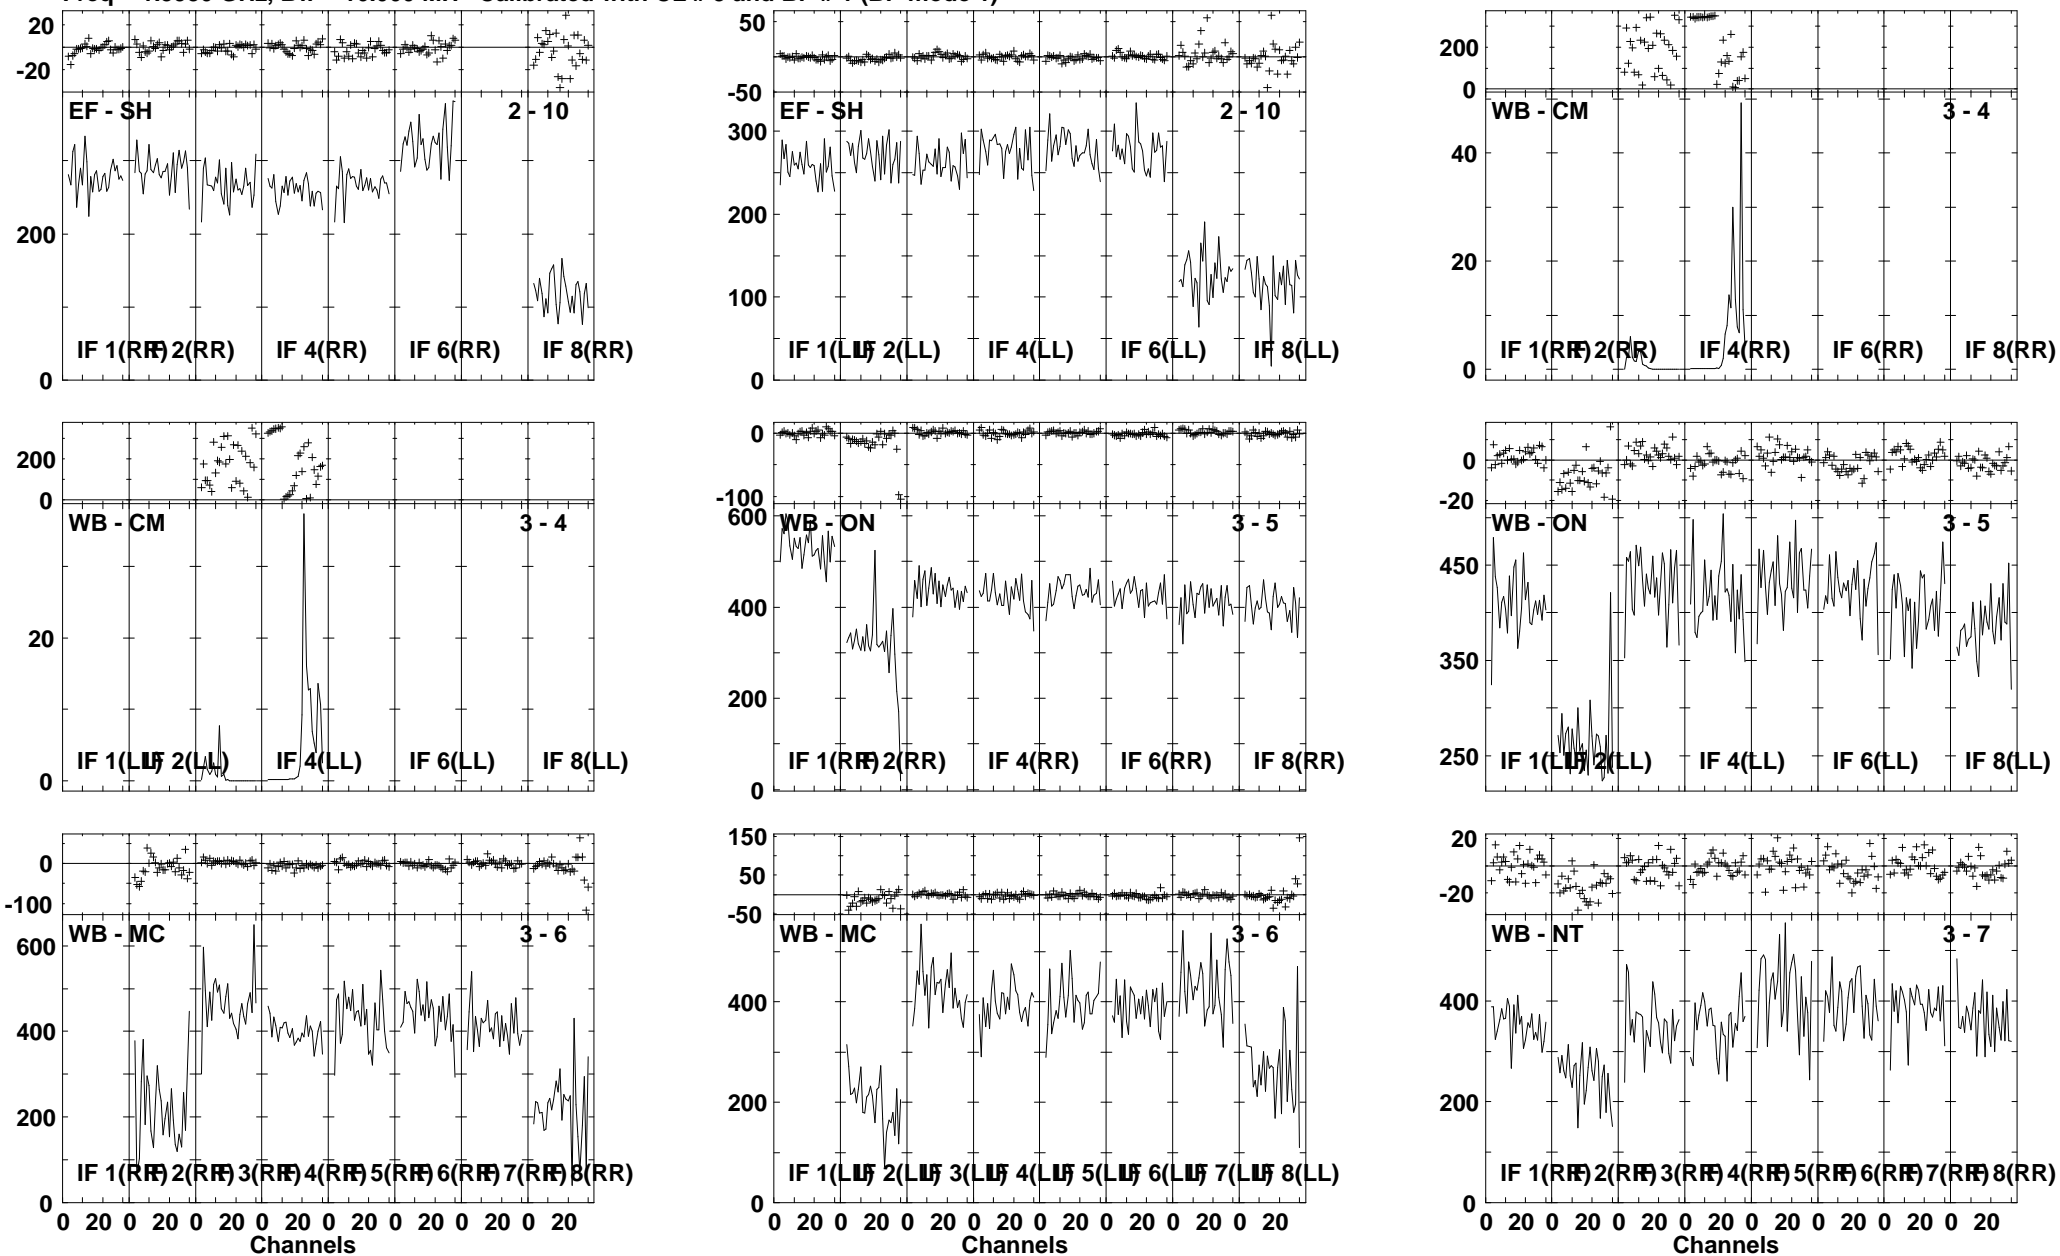 20
-20
EF - SH 2 - 10
200
0
IF 1(RR) IF 2(RR) IF 4(RR) IF 6(RR) IF 8(RR)
50
-50
EF - SH 2 - 10
300
200
100
0
IF 1(LL) IF 2(LL) IF 4(LL) IF 6(LL) IF 8(LL)
200
0
WB - CM 3 - 4
40
20
0
IF 1(RR) IF 2(RR) IF 4(RR) IF 6(RR) IF 8(RR)
200
0
WB - CM 3 - 4
20
0
IF 1(LL) IF 2(LL) IF 4(LL) IF 6(LL) IF 8(LL)
0
-100
WB - ON 3 - 5
600
400
200
0
IF 1(RR) IF 2(RR) IF 4(RR) IF 6(RR) IF 8(RR)
0
-20
WB - ON 3 - 5
450
350
250
IF 1(LL) IF 2(LL) IF 4(LL) IF 6(LL) IF 8(LL)
0
-100
WB - MC 3 - 6
600
400
200
0
IF 1(RR) IF 2(RR) IF 3(RR) IF 4(RR) IF 5(RR) IF 6(RR) IF 7(RR) IF 8(RR)
0 20 0 20 0 20 0 20 0 20 0 20 0 20 0 20
Channels
150
50
-50
WB - MC 3 - 6
400
200
0
IF 1(LL) IF 2(LL) IF 3(LL) IF 4(LL) IF 5(LL) IF 6(LL) IF 7(LL) IF 8(LL)
0 20 0 20 0 20 0 20 0 20 0 20 0 20 0 20
Channels
20
-20
WB - NT 3 - 7
400
200
0
IF 1(RR) IF 2(RR) IF 3(RR) IF 4(RR) IF 5(RR) IF 6(RR) IF 7(RR) IF 8(RR)
0 20 0 20 0 20 0 20 0 20 0 20 0 20 0 20
Channels